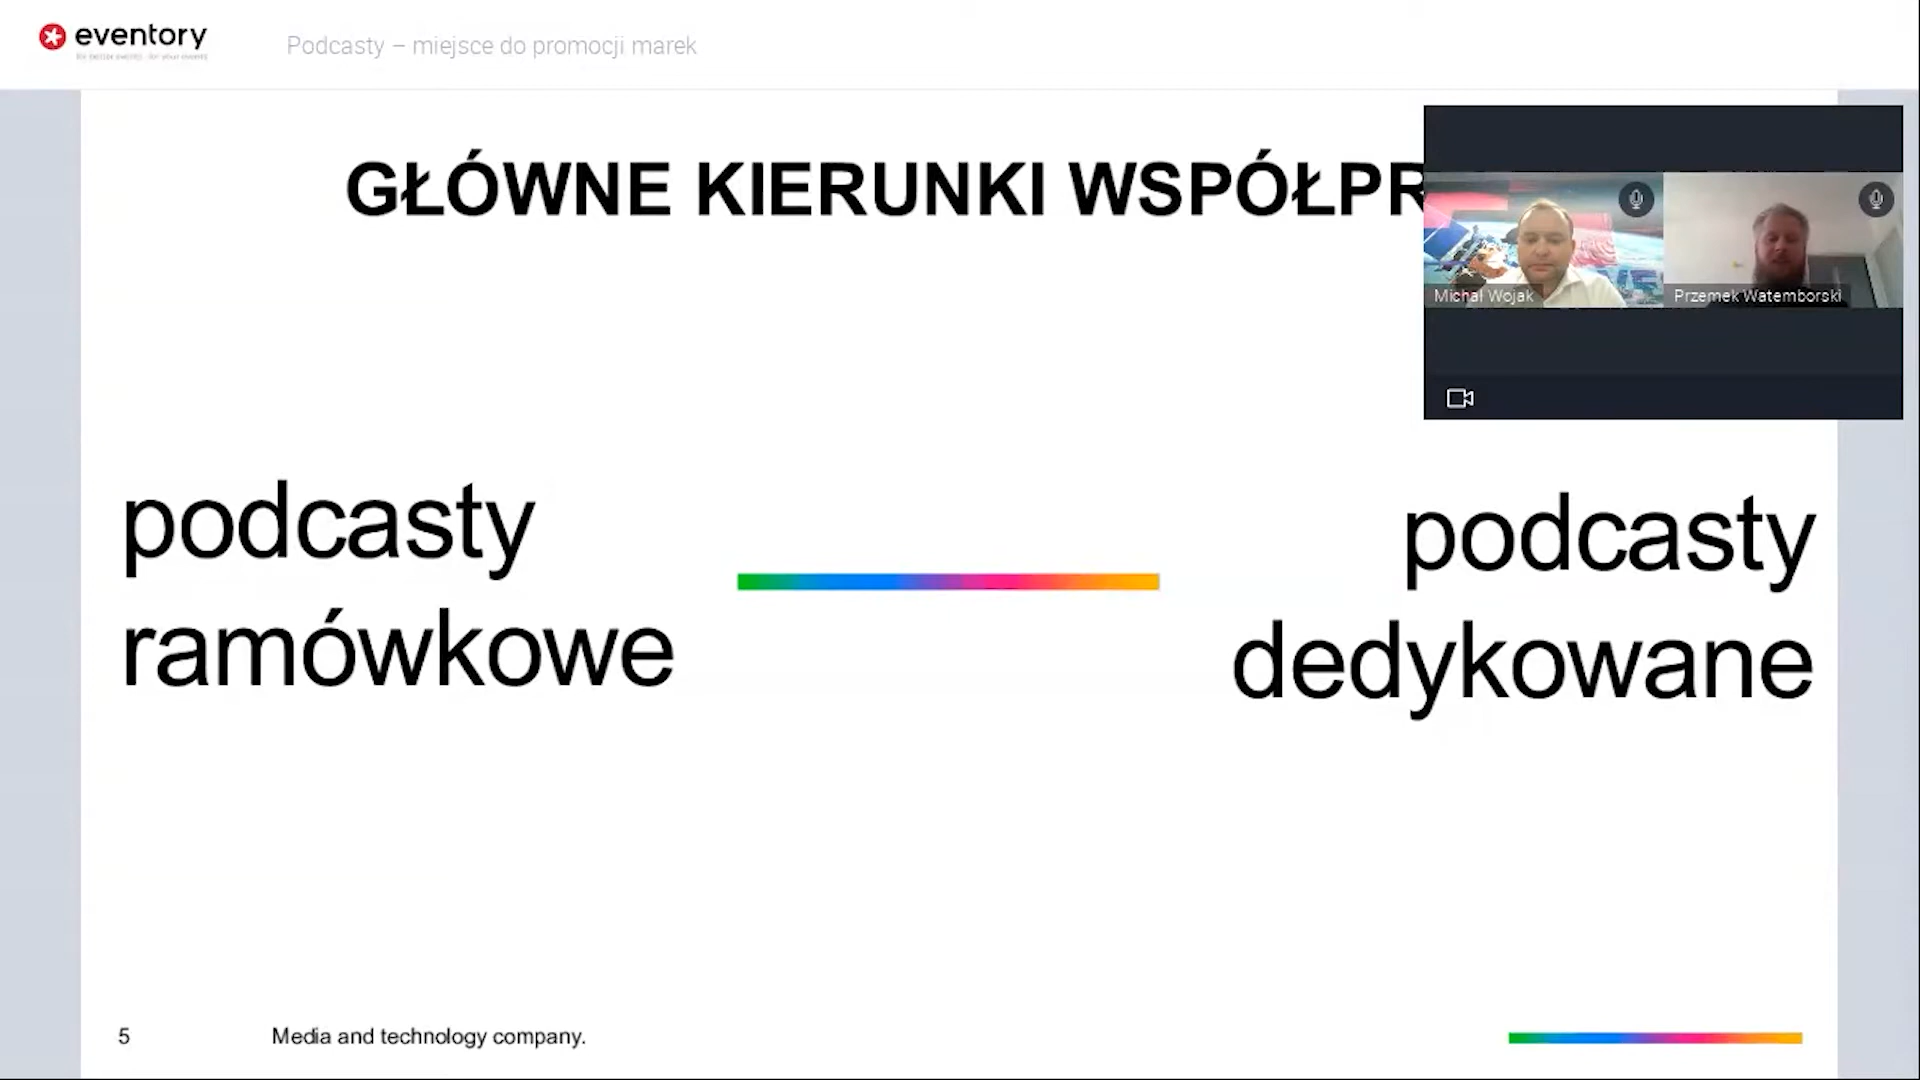 eventory
Podcasty – miejsce do promocji marek
GŁÓWNE KIERUNKI WSPÓŁPR
Michał Wojak
Przemek Watemborski
podcasty
ramówkowe
podcasty
dedykowane
5
Media and technology company.